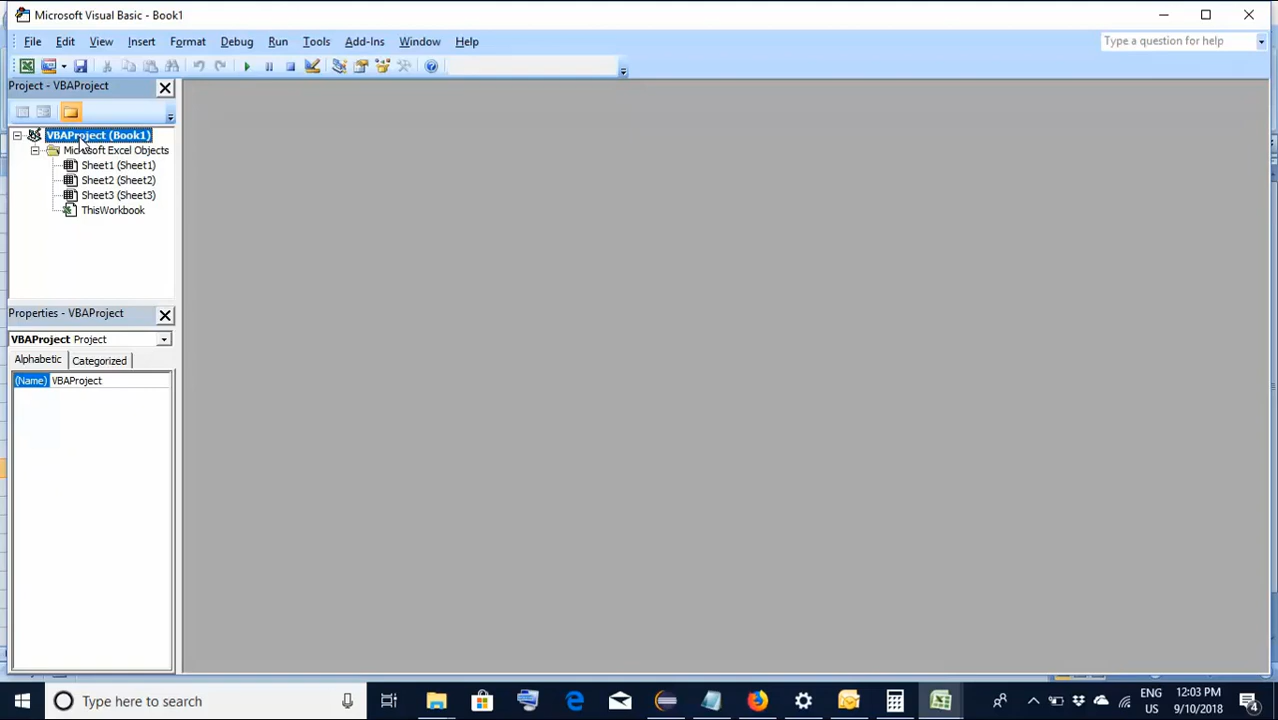 Microsoft Visual Basic - Book1
File Edit View Insert Format Debug Run Tools Add-Ins Window Help
Type a question for help
Project - VBAProject
VBAProject (Book1)
Microsoft Excel Objects
Sheet1 (Sheet1)
Sheet2 (Sheet2)
Sheet3 (Sheet3)
ThisWorkbook
Properties - VBAProject
VBAProject Project
Alphabetic Categorized
(Name) VBAProject
Type here to search
ENG
US
12:03 PM
9/10/2018
4